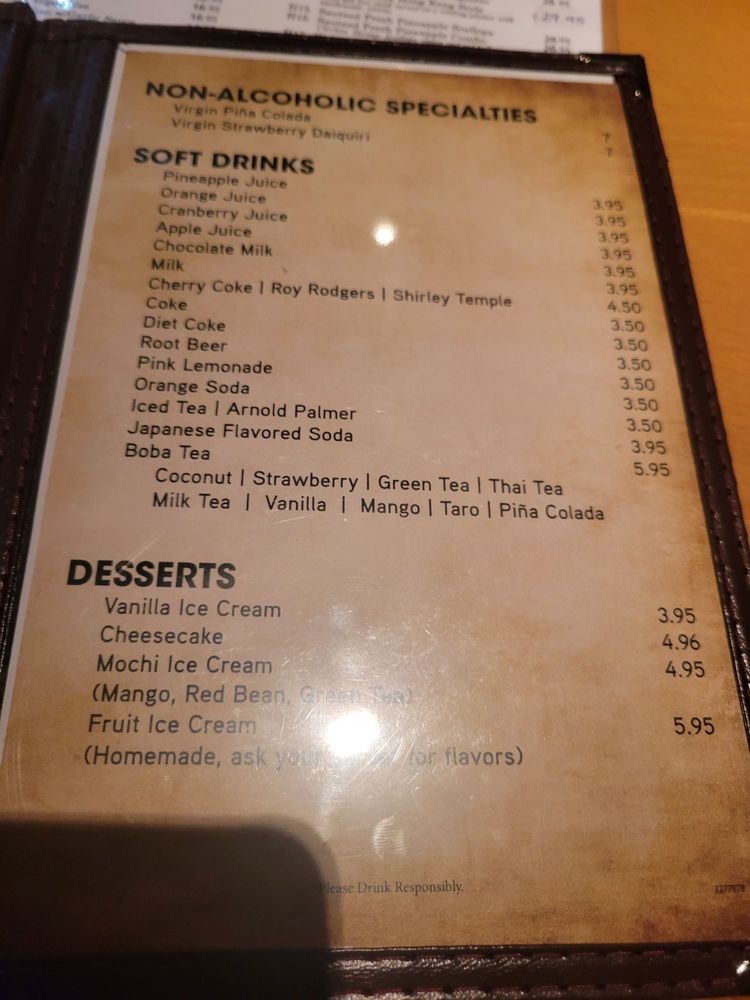 NON-ALCOHOLIC SPECIALTIES
Virgin Piña Colada 7
Virgin Strawberry Daiquiri 7
SOFT DRINKS
Pineapple Juice 3.95
Orange Juice 3.95
Cranberry Juice 3.95
Apple Juice 3.95
Chocolate Milk 3.95
Milk 3.95
Cherry Coke | Roy Rodgers | Shirley Temple 4.50
Coke 3.50
Diet Coke 3.50
Root Beer 3.50
Pink Lemonade 3.50
Orange Soda 3.50
Iced Tea | Arnold Palmer 3.50
Japanese Flavored Soda 3.95
Boba Tea 5.95
Coconut | Strawberry | Green Tea | Thai Tea
Milk Tea | Vanilla | Mango | Taro | Piña Colada
DESSERTS
Vanilla Ice Cream 3.95
Cheesecake 4.96
Mochi Ice Cream 4.95
(Mango, Red Bean, Green Tea)
Fruit Ice Cream 5.95
(Homemade, ask your for flavors)
Please Drink Responsibly.